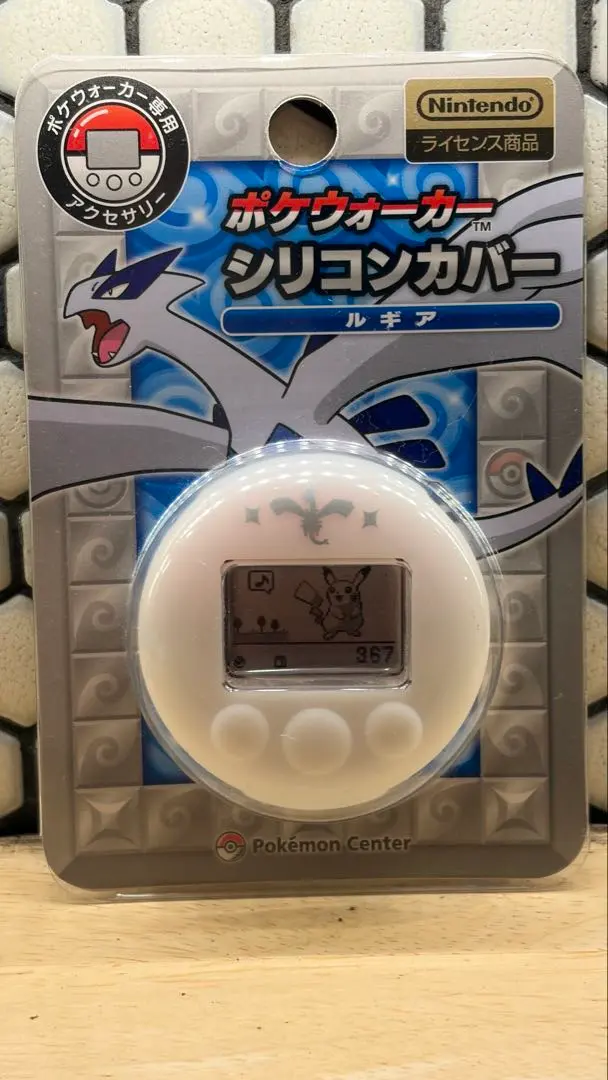 ポケウォーカー専用
アクセサリー
Nintendo
ライセンス商品
ポケウォーカー™
シリコンカバー
ルギア
367
Pokémon Center